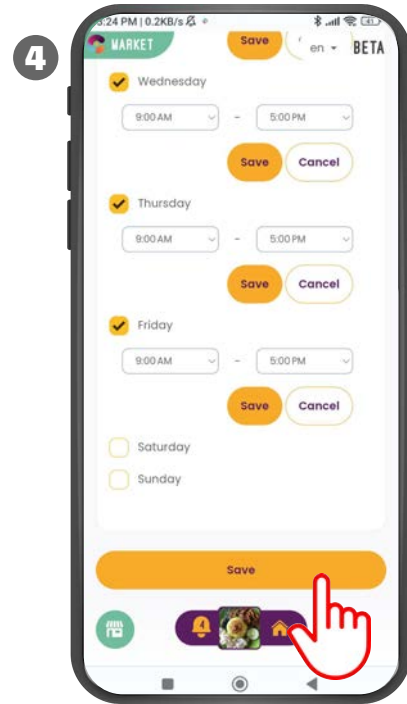 4
5:24 PM | 0.2KB/s
MARKET
Save
en
BETA
Wednesday
9:00 AM - 5:00 PM
Save Cancel
Thursday
9:00 AM - 5:00 PM
Save Cancel
Friday
9:00 AM - 5:00 PM
Save Cancel
Saturday
Sunday
Save
4